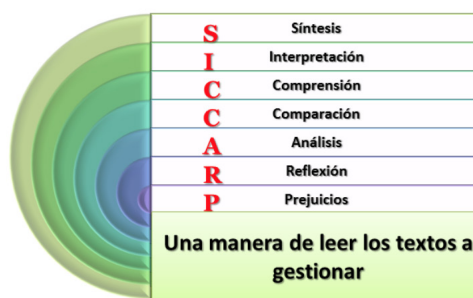 S Síntesis
I Interpretación
C Comprensión
C Comparación
A Análisis
R Reflexión
P Prejuicios
Una manera de leer los textos a
gestionar